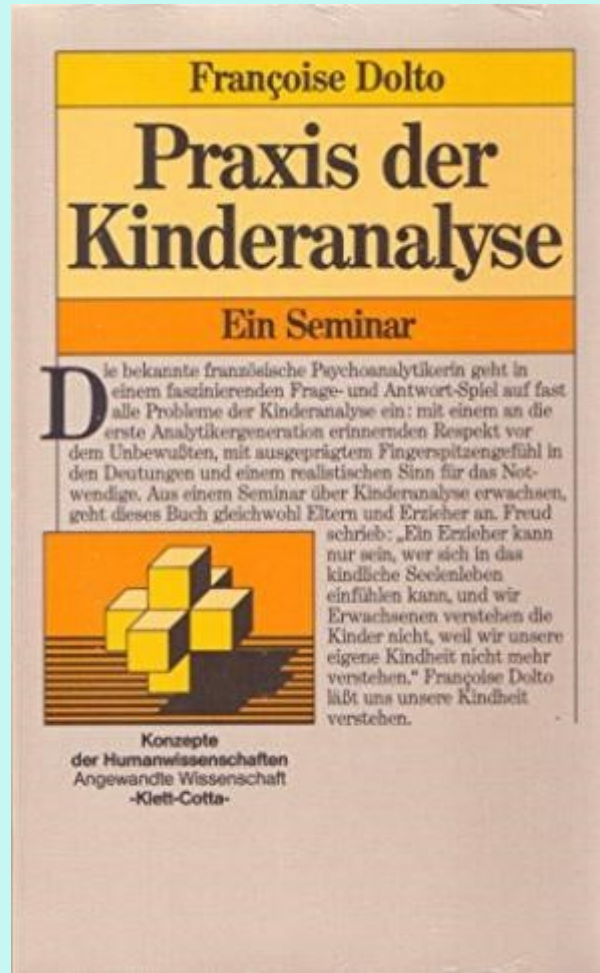 Françoise Dolto
Praxis der
Kinderanalyse
Ein Seminar
Die bekannte französische Psychoanalytikerin geht in
einem faszinierenden Frage- und Antwort-Spiel auf fast
alle Probleme der Kinderanalyse ein: mit einem an die
erste Analytikergeneration erinnernden Respekt vor
dem Unbewußten, mit ausgeprägtem Fingerspitzengefühl in
den Deutungen und einem realistischen Sinn für das Not-
wendige. Aus einem Seminar über Kinderanalyse erwachsen,
geht dieses Buch gleichwohl Eltern und Erzieher an. Freud
schrieb: „Ein Erzieher kann
nur sein, wer sich in das
kindliche Seelenleben
einfühlen kann, und wir
Erwachsenen verstehen die
Kinder nicht, weil wir unsere
eigene Kindheit nicht mehr
verstehen.“ Françoise Dolto
läßt uns unsere Kindheit
verstehen.
Konzepte
der Humanwissenschaften
Angewandte Wissenschaft
-Klett-Cotta-